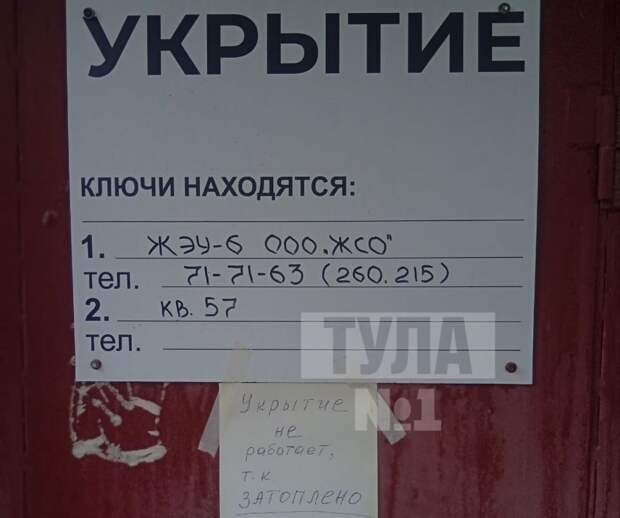 УКРЫТИЕ
КЛЮЧИ НАХОДЯТСЯ:
1. ЖЭУ-6 ООО „ЖСО"
тел. 71-71-63 (260.215)
2. КВ. 57
тел.
ТУЛА
№1
Укрытие
не
работает,
т.к
ЗАТОПЛЕНО